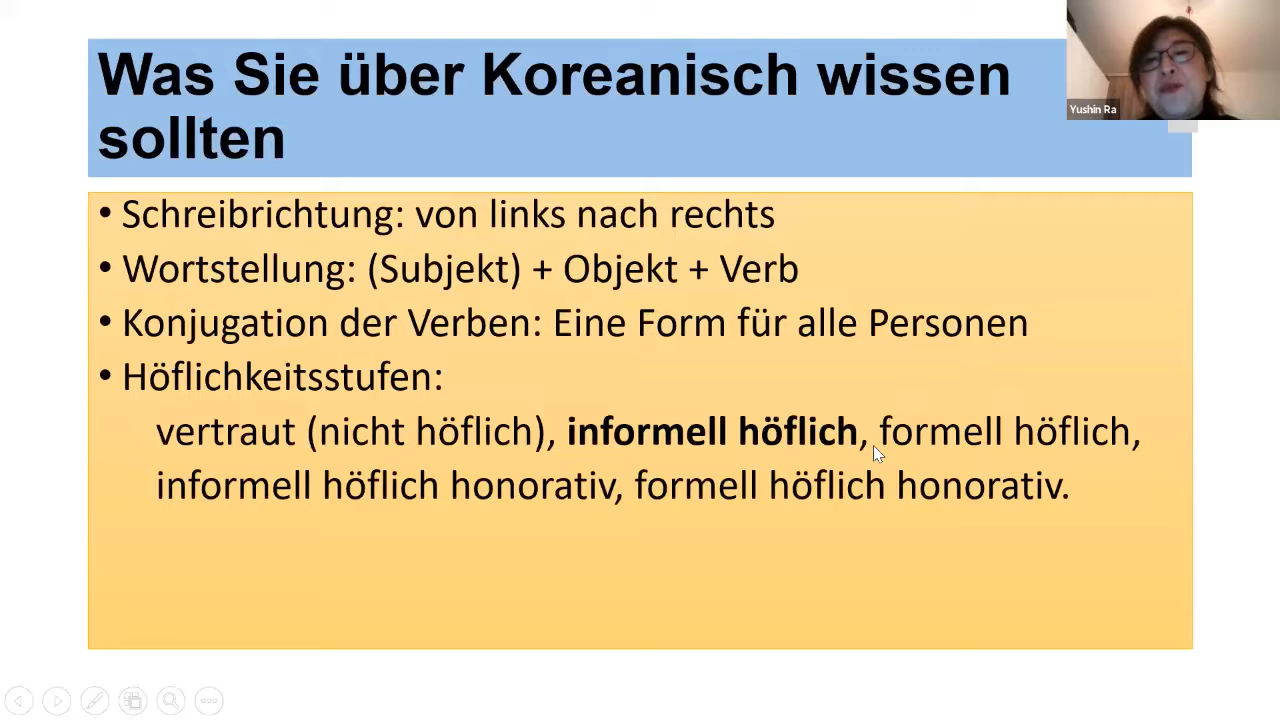 Was Sie über Koreanisch wissen
sollten
Yushin Ra
• Schreibrichtung: von links nach rechts
• Wortstellung: (Subjekt) + Objekt + Verb
• Konjugation der Verben: Eine Form für alle Personen
• Höflichkeitsstufen:
vertraut (nicht höflich), informell höflich, formell höflich,
informell höflich honorativ, formell höflich honorativ.